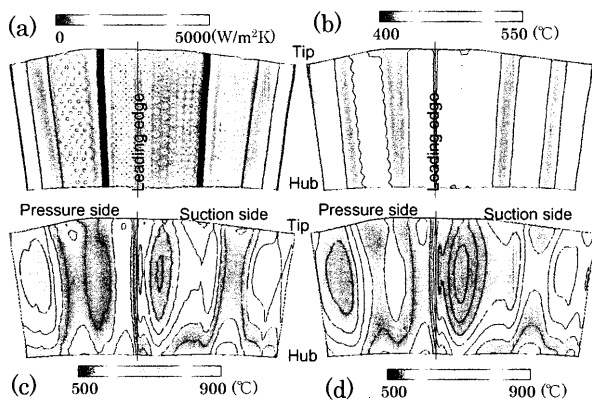 (a)
0 5000(W/m²K)
(b)
400 550 (℃)
Tip
Leading edge
Leading edge
Hub
Pressure side
Suction side
Tip
Pressure side
Suction side
Hub
(c)
500 900 (℃)
(d)
500 900 (℃)